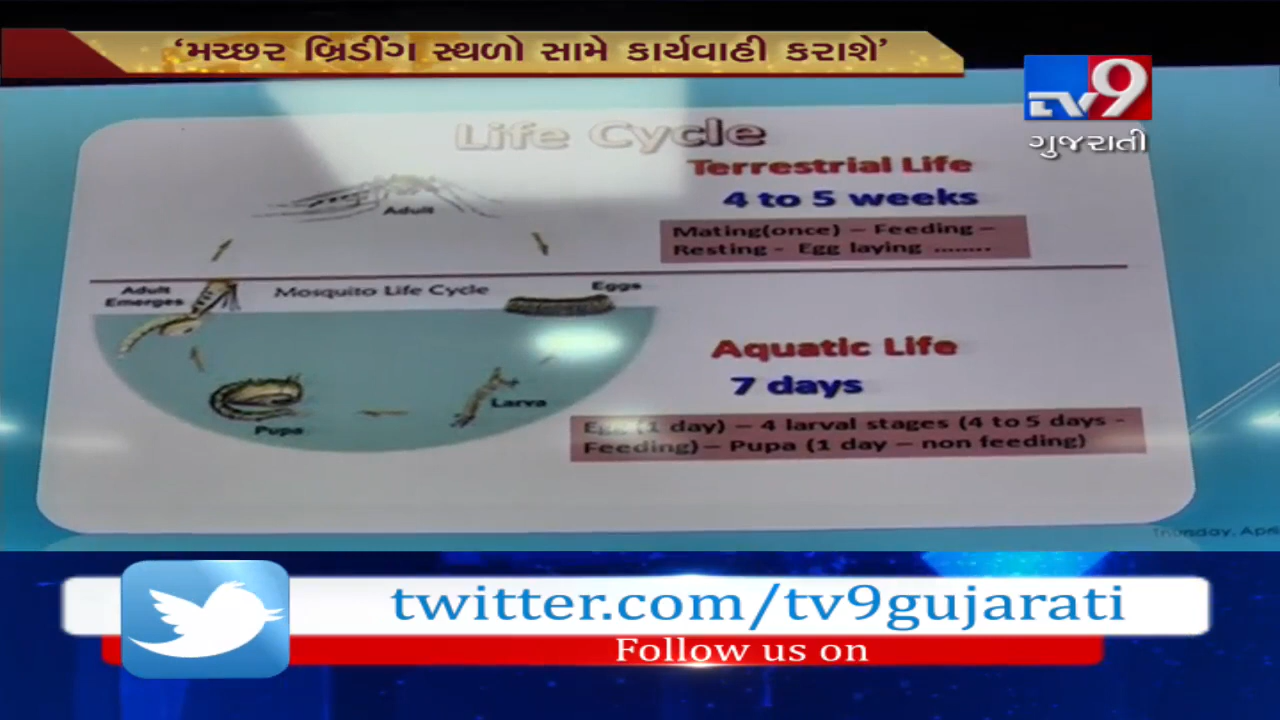 ‘મચ્છર બ્રિડીંગ સ્થળો સામે કાર્યવાહી કરાશે’
TV9
ગુજરાતી
Life Cycle
Terrestrial Life
4 to 5 weeks
Adult
Mating(once) – Feeding –
Resting - Egg laying ........
Adult
Emerges
Mosquito Life Cycle
Eggs
Aquatic Life
7 days
Larva
Pupa
Egg (1 day) – 4 larval stages (4 to 5 days -
Feeding) – Pupa (1 day – non feeding)
Thursday, Apri
twitter.com/tv9gujarati
Follow us on